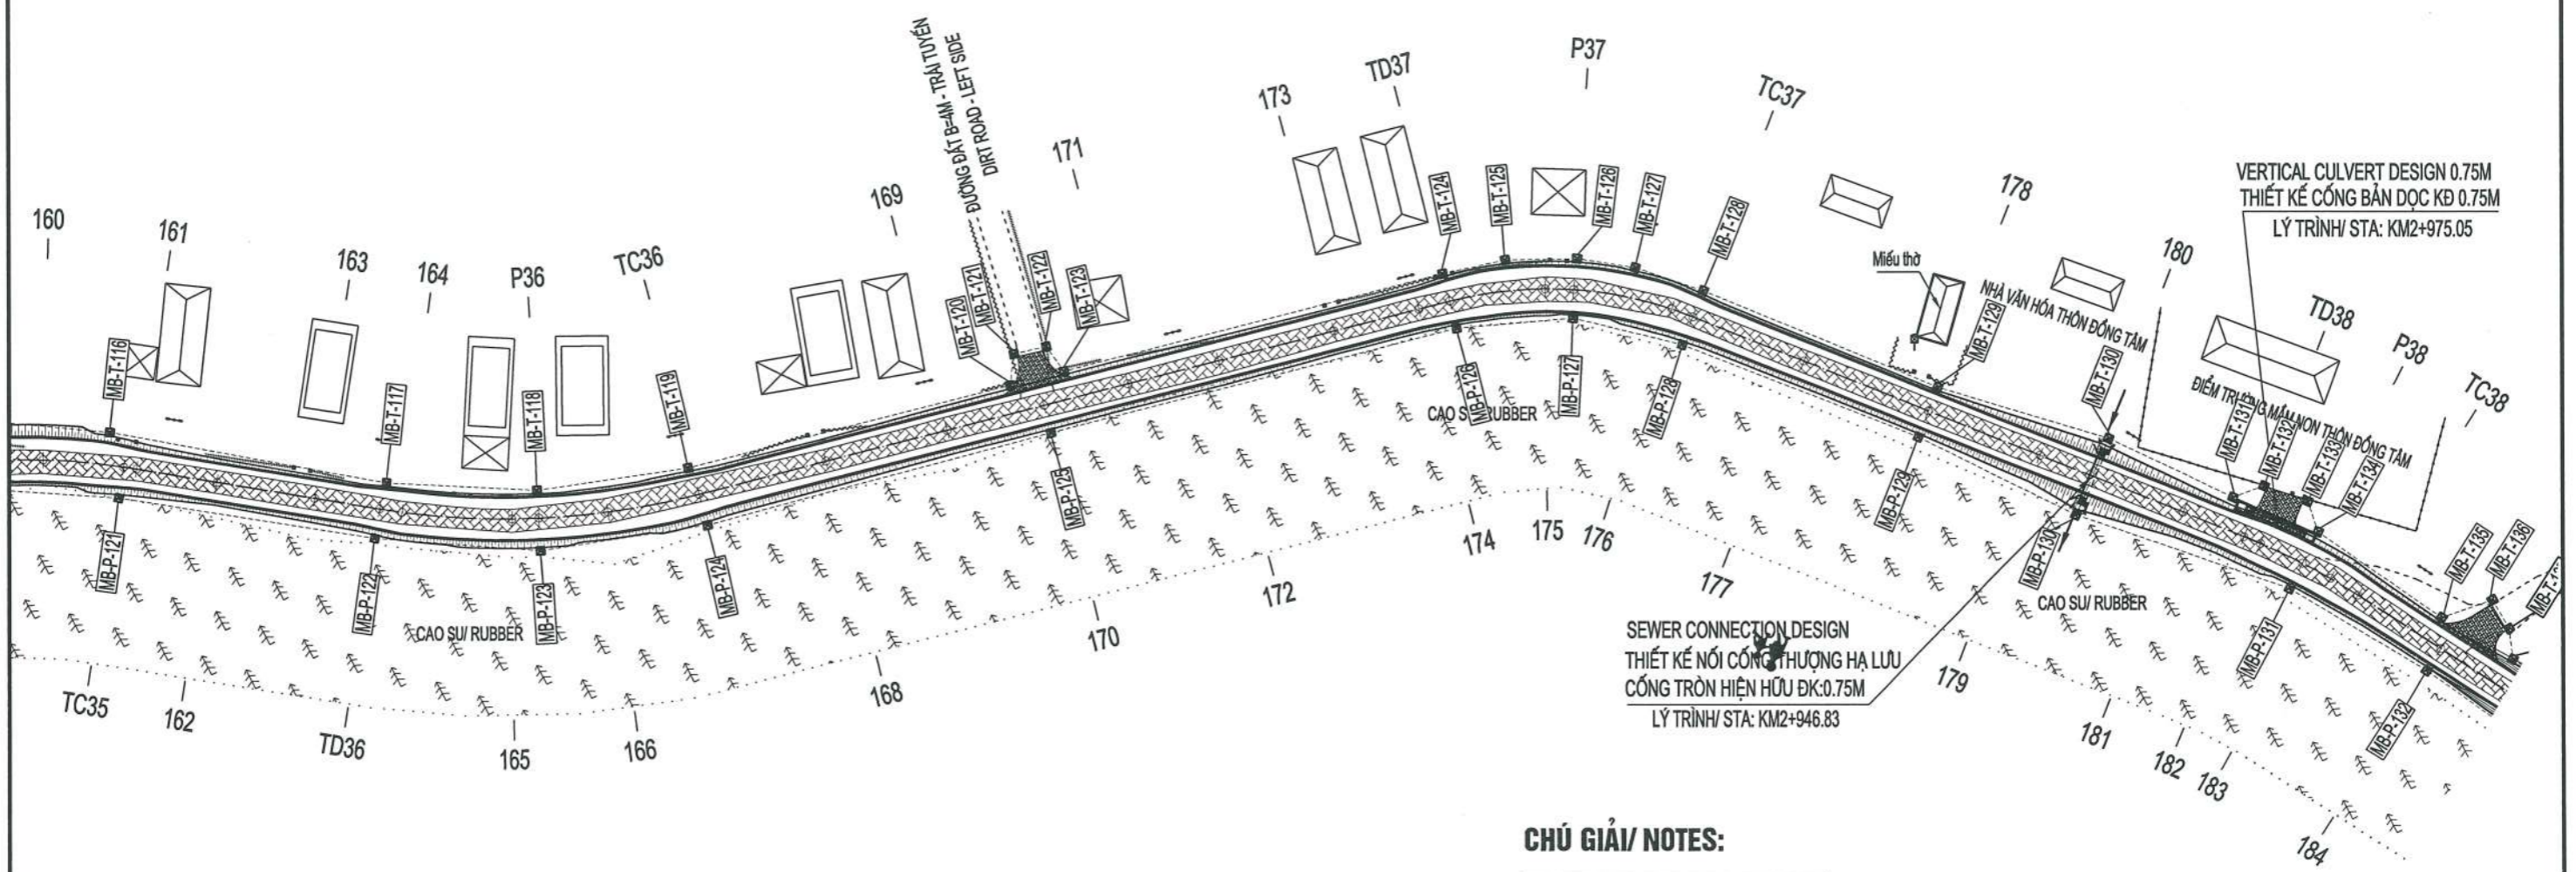 160
161
163
164
P36
TC36
169
ĐƯỜNG ĐẤT B=4M - TRÁI TUYẾN
DIRT ROAD - LEFT SIDE
171
173
TD37
P37
TC37
178
180
TD38
P38
TC38
VERTICAL CULVERT DESIGN 0.75M
THIẾT KẾ CỐNG BẢN DỌC KĐ 0.75M
LÝ TRÌNH/ STA: KM2+975.05
MB-T-116
MB-T-117
MB-T-118
MB-T-119
MB-T-120
MB-T-121
MB-T-122
MB-T-123
MB-T-124
MB-T-125
MB-T-126
MB-T-127
MB-T-128
Miếu thờ
MB-T-129
NHÀ VĂN HÓA THÔN ĐỒNG TÂM
MB-T-130
ĐIỂM TRƯỜNG MẦM NON THÔN ĐỒNG TÂM
MB-T-131
MB-T-132
MB-T-133
MB-T-134
MB-T-135
MB-T-136
MB-P-121
MB-P-122
MB-P-123
MB-P-124
MB-P-125
MB-P-126
MB-P-127
MB-P-128
MB-P-129
MB-P-130
MB-P-131
MB-P-132
CAO SU/ RUBBER
CAO SU/ RUBBER
CAO SU/ RUBBER
TC35
162
TD36
165
166
168
170
172
174
175
176
177
179
181
182
183
184
SEWER CONNECTION DESIGN
THIẾT KẾ NỐI CỐNG THƯỢNG HẠ LƯU
CỐNG TRÒN HIỆN HỮU ĐK:0.75M
LÝ TRÌNH/ STA: KM2+946.83
CHÚ GIẢI/ NOTES: